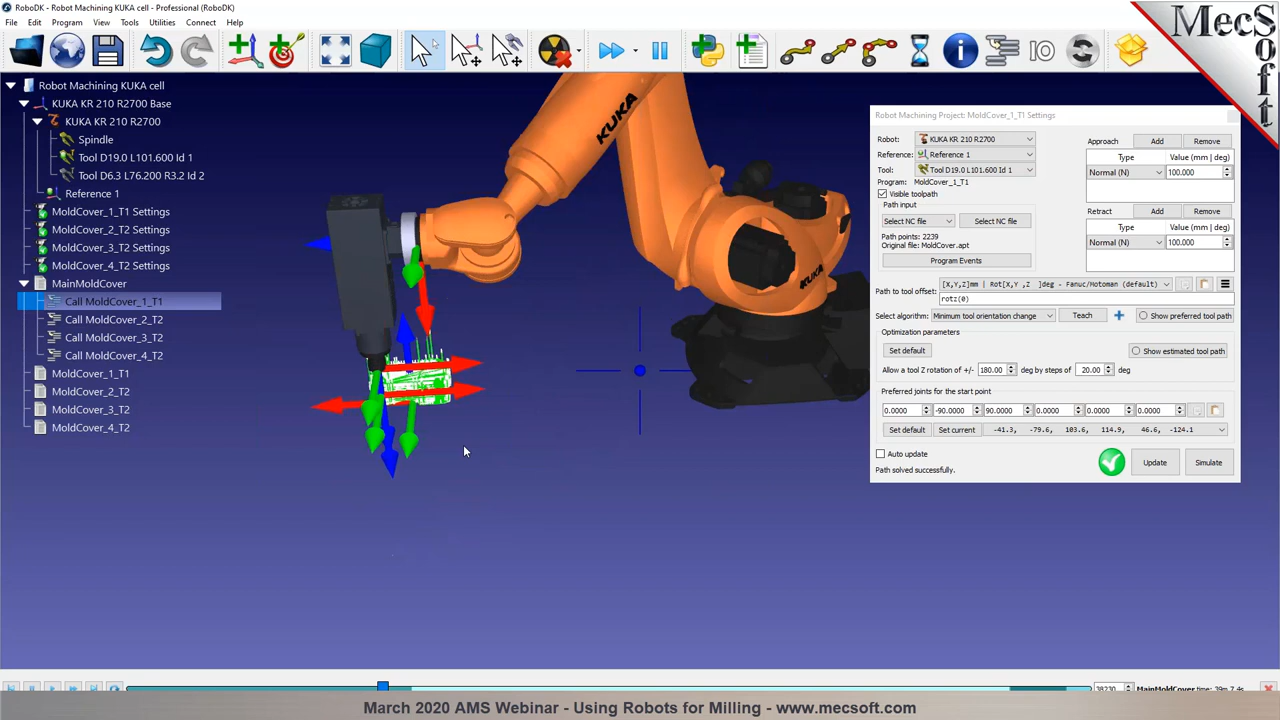 RoboDK - Robot Machining KUKA cell - Professional (RoboDK)
File Edit Program View Tools Utilities Connect Help
IO
MecSoft
Robot Machining KUKA cell
KUKA KR 210 R2700 Base
KUKA KR 210 R2700
Spindle
Tool D19.0 L101.600 Id 1
Tool D6.3 L76.200 R3.2 Id 2
Reference 1
MoldCover_1_T1 Settings
MoldCover_2_T2 Settings
MoldCover_3_T2 Settings
MoldCover_4_T2 Settings
MainMoldCover
Call MoldCover_1_T1
Call MoldCover_2_T2
Call MoldCover_3_T2
Call MoldCover_4_T2
MoldCover_1_T1
MoldCover_2_T2
MoldCover_3_T2
MoldCover_4_T2
KUKA
KUKA
Robot Machining Project: MoldCover_1_T1 Settings
Robot: KUKA KR 210 R2700
Reference: Reference 1
Tool: Tool D19.0 L101.600 Id 1
Program: MoldCover_1_T1
Visible toolpath
Path input
Select NC file Select NC file
Path points: 2239
Original file: MoldCover.apt
Program Events
Approach Add Remove
Type Value (mm | deg)
Normal (N) 100.000
Retract Add Remove
Type Value (mm | deg)
Normal (N) 100.000
Path to tool offset: [X,Y,Z]mm | Rot[X,Y ,Z ]deg - Fanuc/Motoman (default)
rotz(0)
Select algorithm: Minimum tool orientation change Teach Show preferred tool path
Optimization parameters
Set default Show estimated tool path
Allow a tool Z rotation of +/- 180.00 deg by steps of 20.00 deg
Preferred joints for the start point
0.0000 -90.0000 90.0000 0.0000 0.0000 0.0000
Set default Set current -41.3, -79.6, 103.6, 114.9, 46.6, -124.1
Auto update
Path solved successfully.
Update Simulate
38230 MainMoldCover time: 39m 7.4s
March 2020 AMS Webinar - Using Robots for Milling - www.mecsoft.com